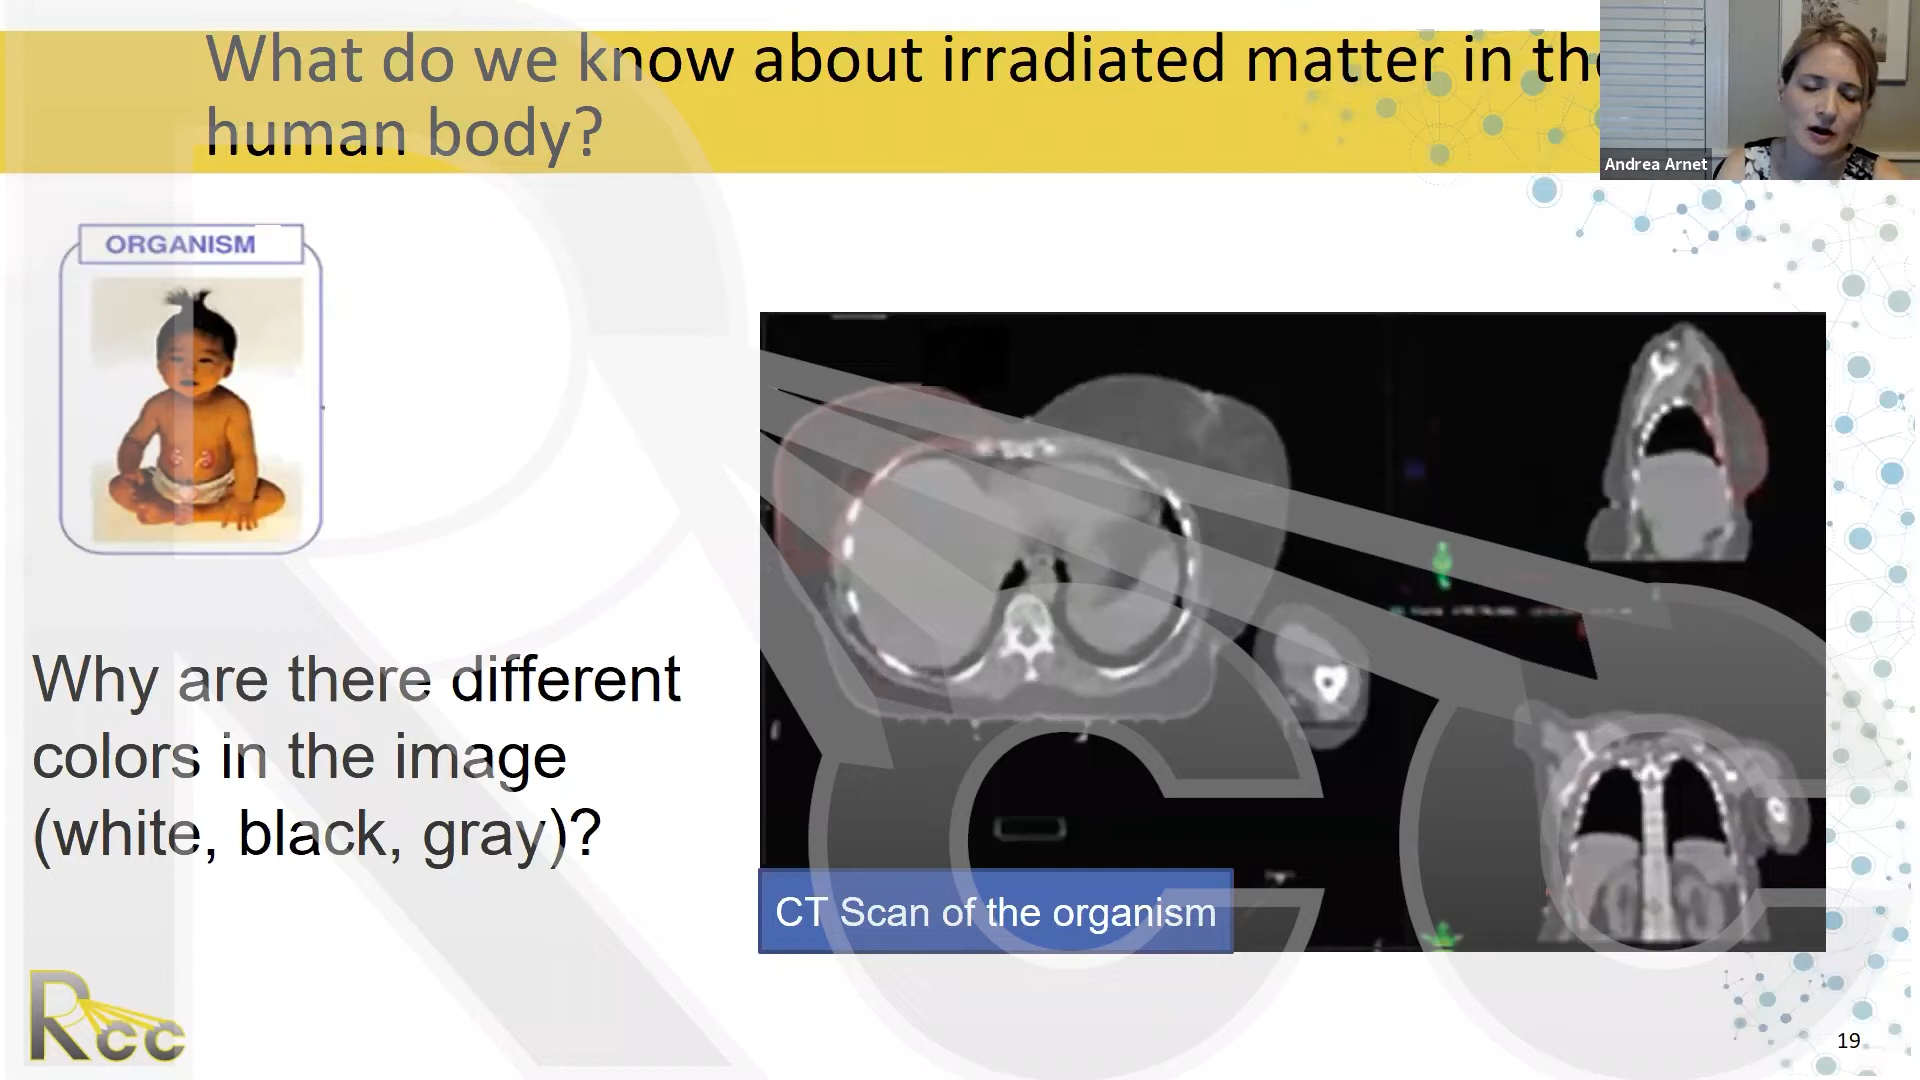 What do we know about irradiated matter in the
human body?
Andrea Arnet
ORGANISM
Why are there different
colors in the image
(white, black, gray)?
CT Scan of the organism
Rcc
19